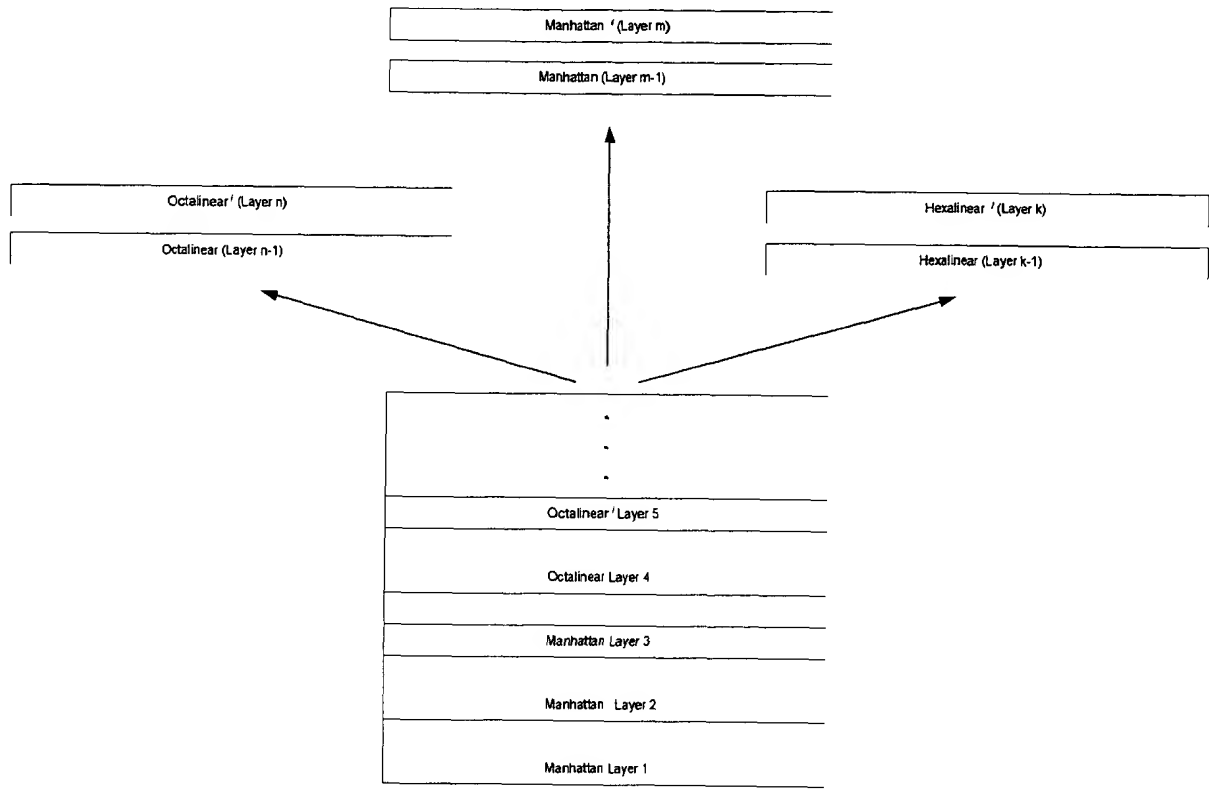 Manhattan ' (Layer m)
Manhattan (Layer m-1)
Octalinear ' (Layer n)
Octalinear (Layer n-1)
Hexalinear ' (Layer k)
Hexalinear (Layer k-1)
Octalinear ' Layer 5
Octalinear Layer 4
Manhattan Layer 3
Manhattan Layer 2
Manhattan Layer 1